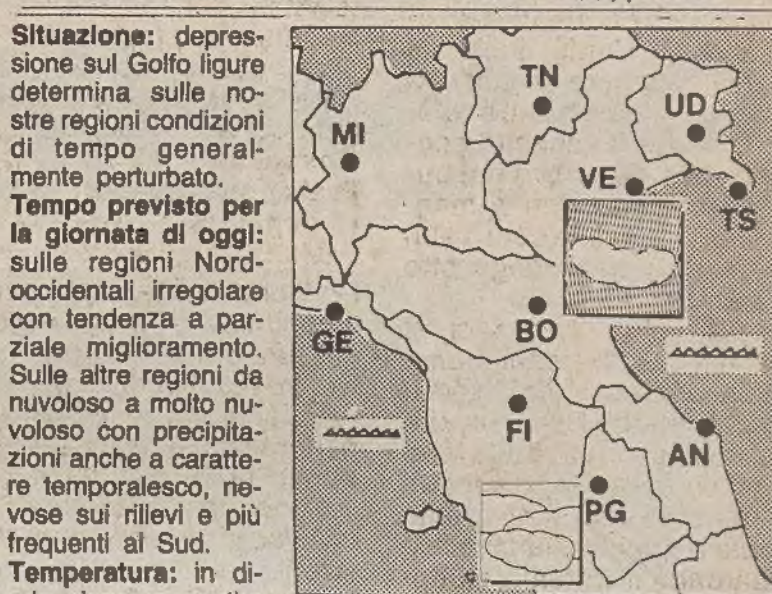 Situazione: depres-
sione sul Golfo ligure
determina sulle no-
stre regioni condizioni
di tempo general-
mente perturbato.
Tempo previsto per
la giornata di oggi:
sulle regioni Nord-
occidentali irregolare
con tendenza a par-
ziale miglioramento.
Sulle altre regioni da
nuvoloso a molto nu-
voloso con precipita-
zioni anche a caratte-
re temporalesco, ne-
vose sui rilievi e più
frequenti al Sud.
Temperatura: in di-
TN
UD
MI
VE
TS
GE
BO
FI
AN
PG